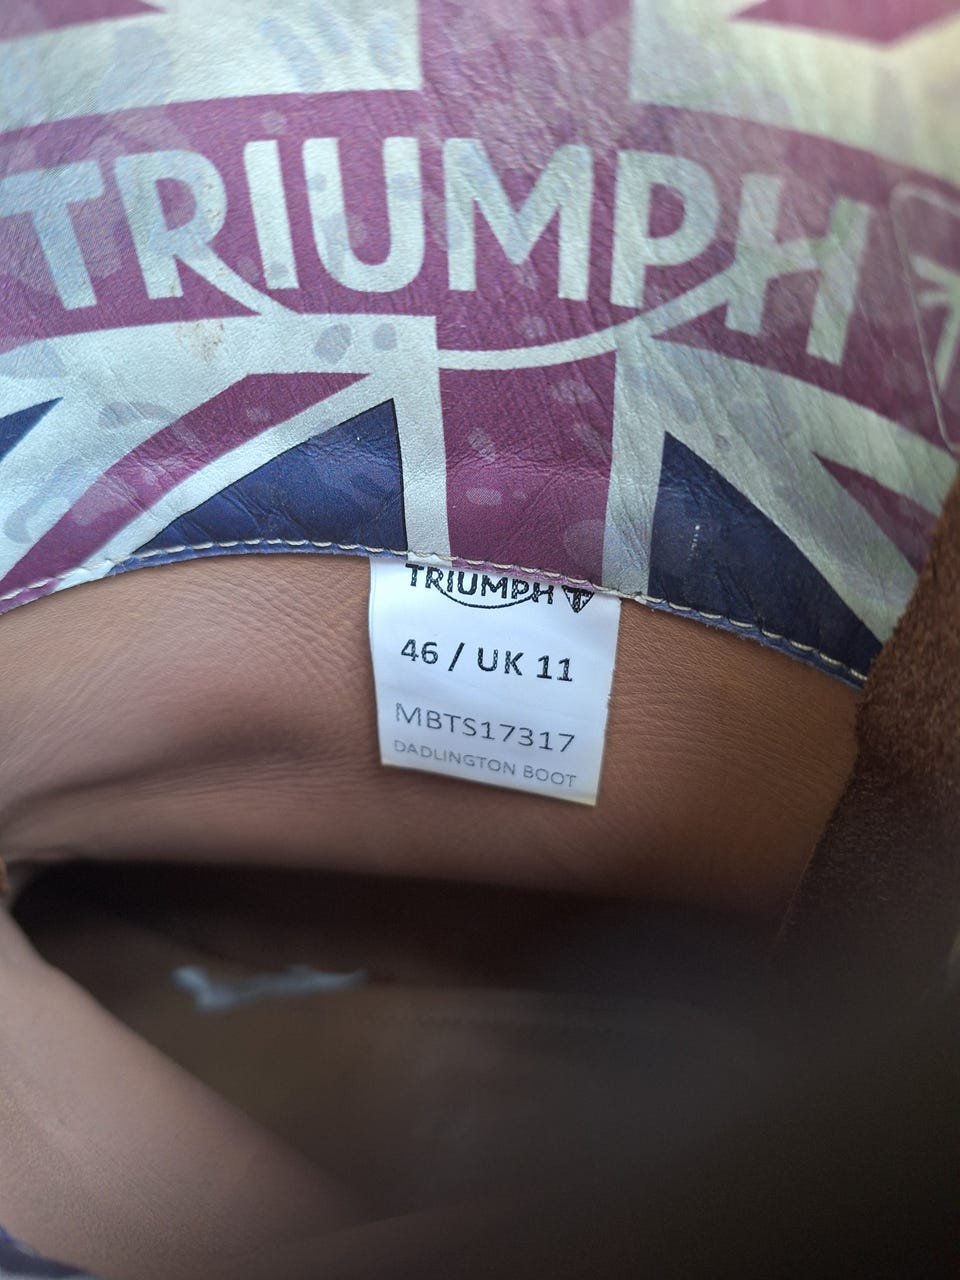 TRIUMPH
TRIUMPH
46 / UK 11
MBTS17317
DADLINGTON BOOT